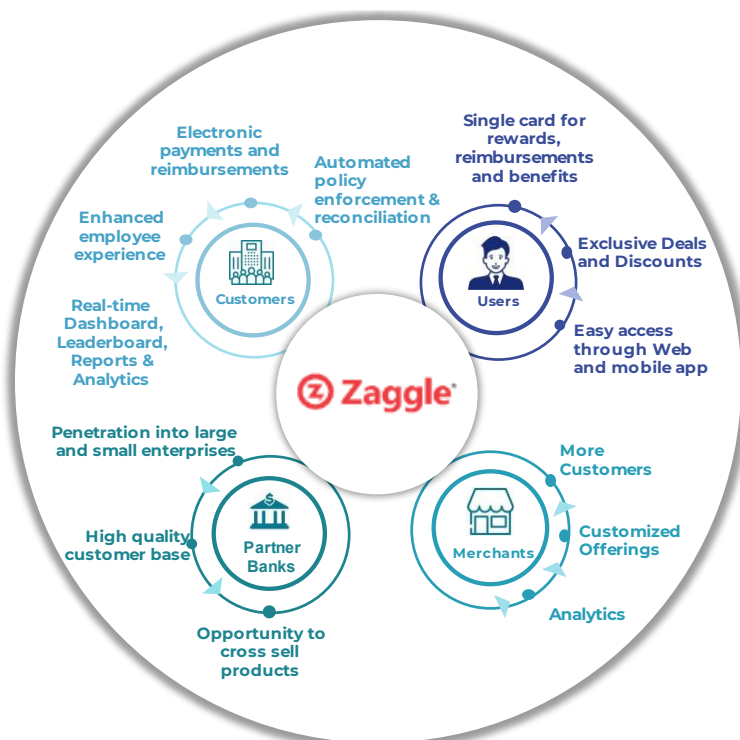 Electronic
payments and
reimbursements
Automated
policy
enforcement &
reconciliation
Enhanced
employee
experience
Real-time
Dashboard,
Leaderboard,
Reports &
Analytics
Customers
Single card for
rewards,
reimbursements
and benefits
Exclusive Deals
and Discounts
Easy access
through Web
and mobile app
Users
Zaggle
Penetration into large
and small enterprises
High quality
customer base
Opportunity to
cross sell
products
Partner
Banks
More
Customers
Customized
Offerings
Analytics
Merchants